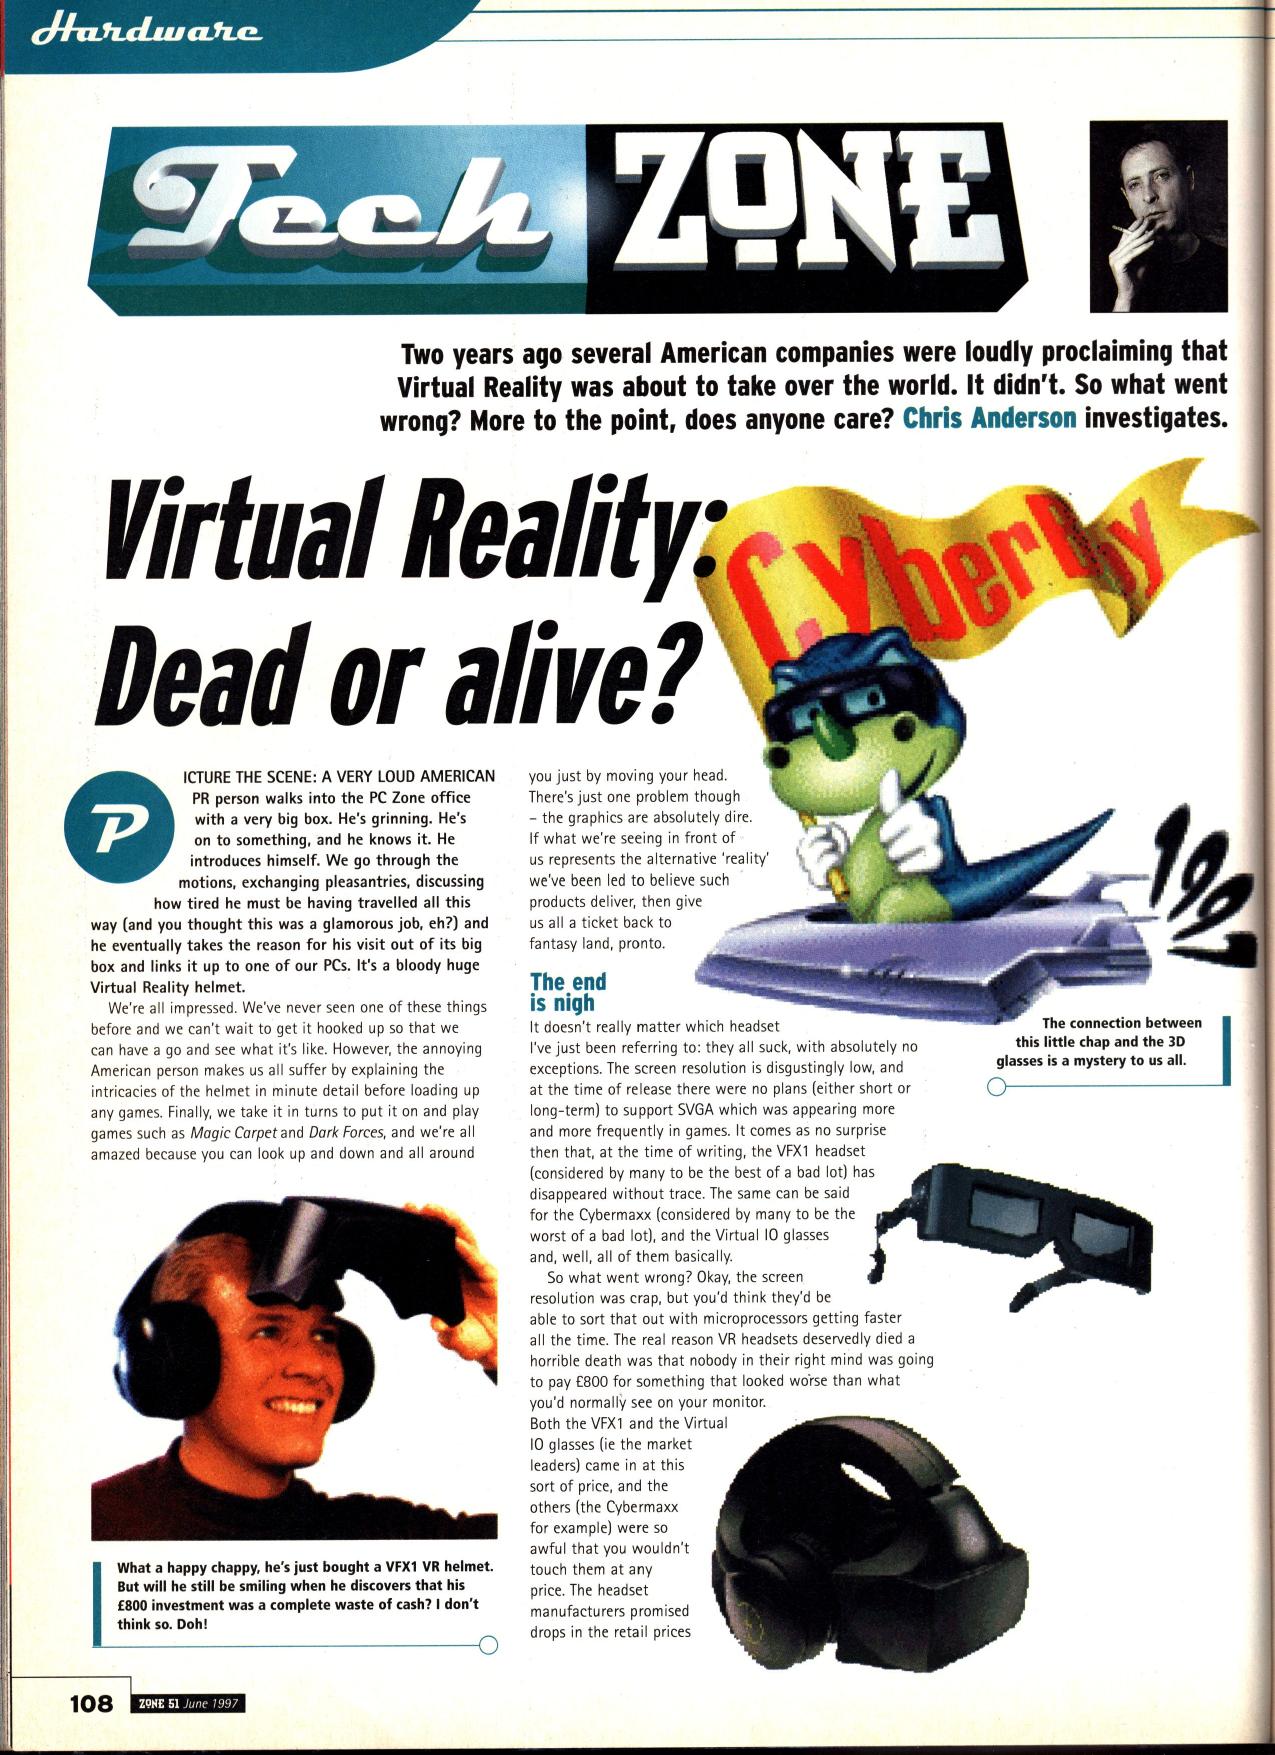 Hardware
Tech ZONE
Two years ago several American companies were loudly proclaiming that
Virtual Reality was about to take over the world. It didn't. So what went
wrong? More to the point, does anyone care? Chris Anderson investigates.
Virtual Reality:
Dead or alive?
CyberBoy
1997
PICTURE THE SCENE: A VERY LOUD AMERICAN
PR person walks into the PC Zone office
with a very big box. He's grinning. He's
on to something, and he knows it. He
introduces himself. We go through the
motions, exchanging pleasantries, discussing
how tired he must be having travelled all this
way (and you thought this was a glamorous job, eh?) and
he eventually takes the reason for his visit out of its big
box and links it up to one of our PCs. It's a bloody huge
Virtual Reality helmet.
We're all impressed. We've never seen one of these things
before and we can't wait to get it hooked up so that we
can have a go and see what it's like. However, the annoying
American person makes us all suffer by explaining the
intricacies of the helmet in minute detail before loading up
any games. Finally, we take it in turns to put it on and play
games such as Magic Carpet and Dark Forces, and we're all
amazed because you can look up and down and all around
What a happy chappy, he's just bought a VFX1 VR helmet.
But will he still be smiling when he discovers that his
£800 investment was a complete waste of cash? I don't
think so. Doh!
you just by moving your head.
There's just one problem though
– the graphics are absolutely dire.
If what we're seeing in front of
us represents the alternative 'reality'
we've been led to believe such
products deliver, then give
us all a ticket back to
fantasy land, pronto.
The end
is nigh
It doesn't really matter which headset
I've just been referring to: they all suck, with absolutely no
exceptions. The screen resolution is disgustingly low, and
at the time of release there were no plans (either short or
long-term) to support SVGA which was appearing more
and more frequently in games. It comes as no surprise
then that, at the time of writing, the VFX1 headset
(considered by many to be the best of a bad lot) has
disappeared without trace. The same can be said
for the Cybermaxx (considered by many to be the
worst of a bad lot), and the Virtual IO glasses
and, well, all of them basically.
So what went wrong? Okay, the screen
resolution was crap, but you'd think they'd be
able to sort that out with microprocessors getting faster
all the time. The real reason VR headsets deservedly died a
horrible death was that nobody in their right mind was going
to pay £800 for something that looked worse than what
you'd normally see on your monitor.
Both the VFX1 and the Virtual
IO glasses (ie the market
leaders) came in at this
sort of price, and the
others (the Cybermaxx
for example) were so
awful that you wouldn't
touch them at any
price. The headset
manufacturers promised
drops in the retail prices
The connection between
this little chap and the 3D
glasses is a mystery to us all.
108 ZONE 51 June 1997